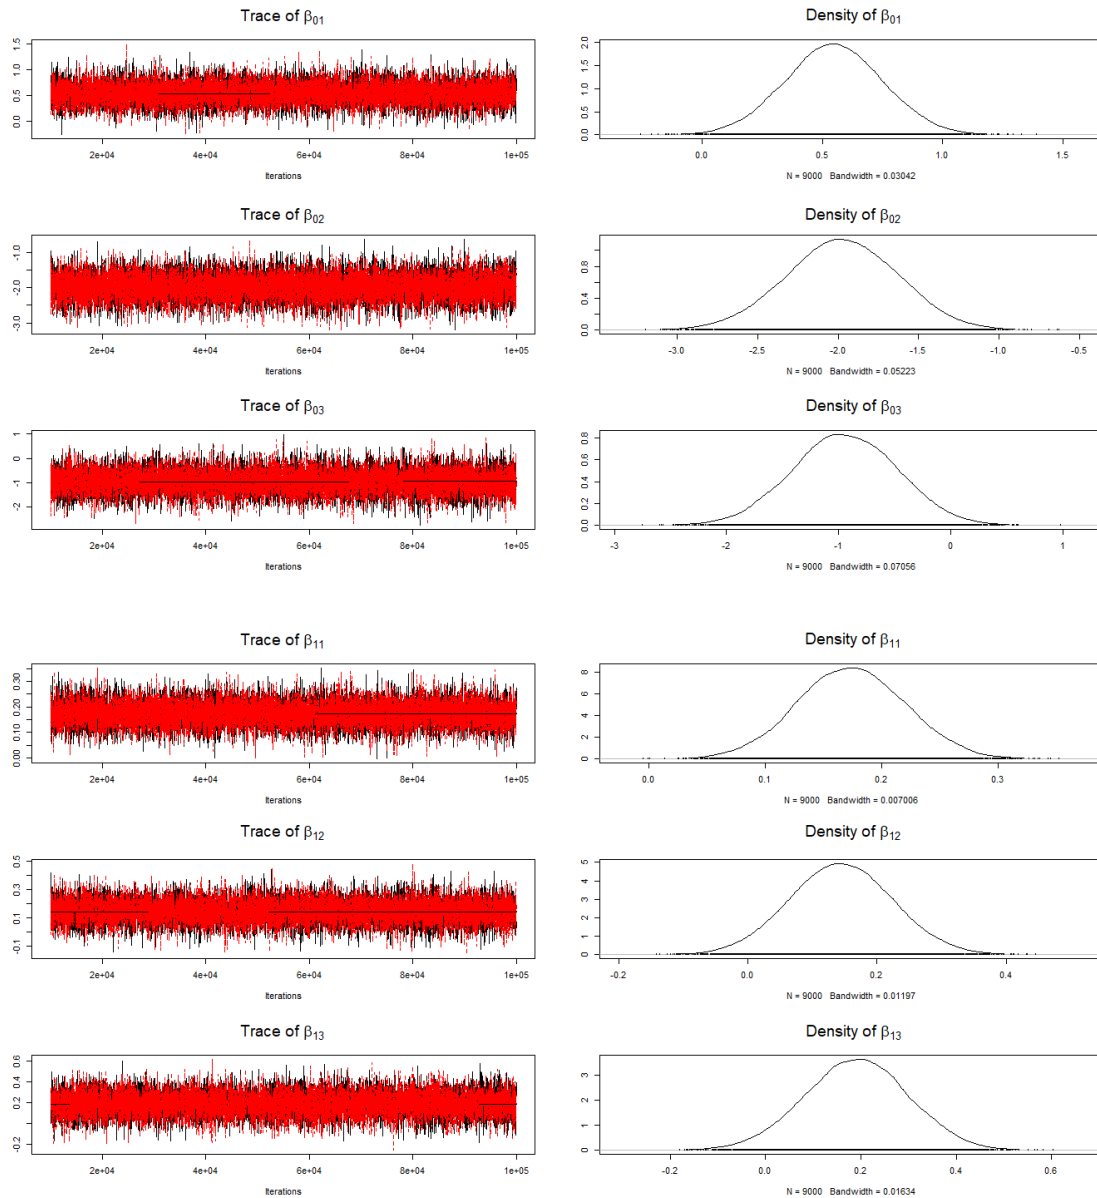 Trace of β01
1.5
1.0
0.5
0.0
2e+04 4e+04 6e+04 8e+04 1e+05
Iterations
Density of β01
2.0
1.5
1.0
0.5
0.0
0.0 0.5 1.0 1.5
N = 9000 Bandwidth = 0.03042
Trace of β02
-1.0
-2.0
-3.0
2e+04 4e+04 6e+04 8e+04 1e+05
Iterations
Density of β02
0.8
0.4
0.0
-3.0 -2.5 -2.0 -1.5 -1.0 -0.5
N = 9000 Bandwidth = 0.05223
Trace of β03
1
0
-1
-2
2e+04 4e+04 6e+04 8e+04 1e+05
Iterations
Density of β03
0.8
0.6
0.4
0.2
0.0
-3 -2 -1 0 1
N = 9000 Bandwidth = 0.07056
Trace of β11
0.30
0.20
0.10
0.00
2e+04 4e+04 6e+04 8e+04 1e+05
Iterations
Density of β11
8
6
4
2
0
0.0 0.1 0.2 0.3
N = 9000 Bandwidth = 0.007006
Trace of β12
0.5
0.3
0.1
-0.1
2e+04 4e+04 6e+04 8e+04 1e+05
Iterations
Density of β12
5
4
3
2
1
0
-0.2 0.0 0.2 0.4
N = 9000 Bandwidth = 0.01197
Trace of β13
0.6
0.4
0.2
-0.2
2e+04 4e+04 6e+04 8e+04 1e+05
Iterations
Density of β13
3
2
1
0
-0.2 0.0 0.2 0.4 0.6
N = 9000 Bandwidth = 0.01634